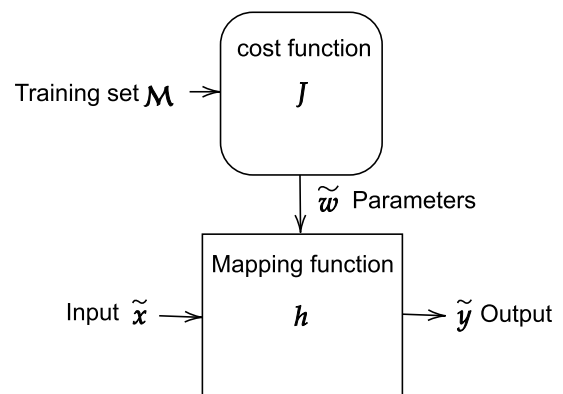 cost function
Training set M
J
w̃ Parameters
Mapping function
Input x̃
h
ỹ Output